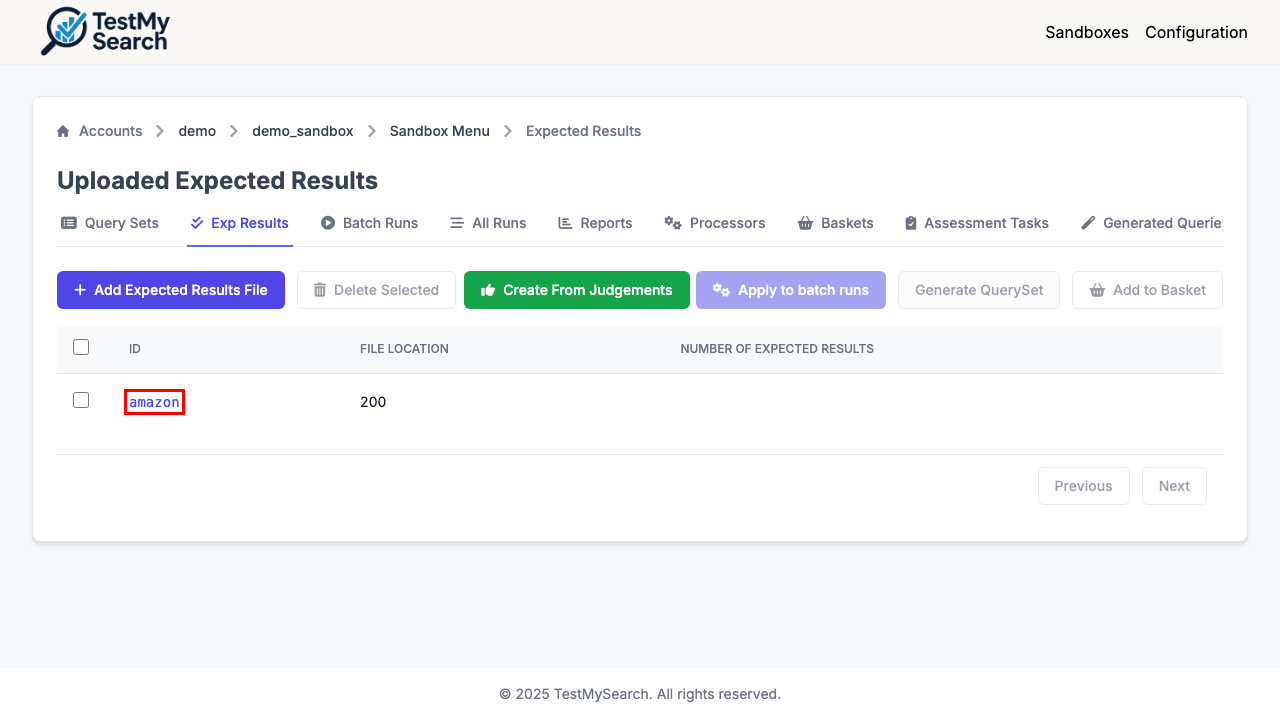 TestMy
Search
Sandboxes Configuration
Accounts demo demo_sandbox Sandbox Menu Expected Results
Uploaded Expected Results
Query Sets Exp Results Batch Runs All Runs Reports Processors Baskets Assessment Tasks Generated Querie
Add Expected Results File Delete Selected Create From Judgements Apply to batch runs Generate QuerySet Add to Basket
ID FILE LOCATION NUMBER OF EXPECTED RESULTS
amazon 200
Previous Next
© 2025 TestMySearch. All rights reserved.